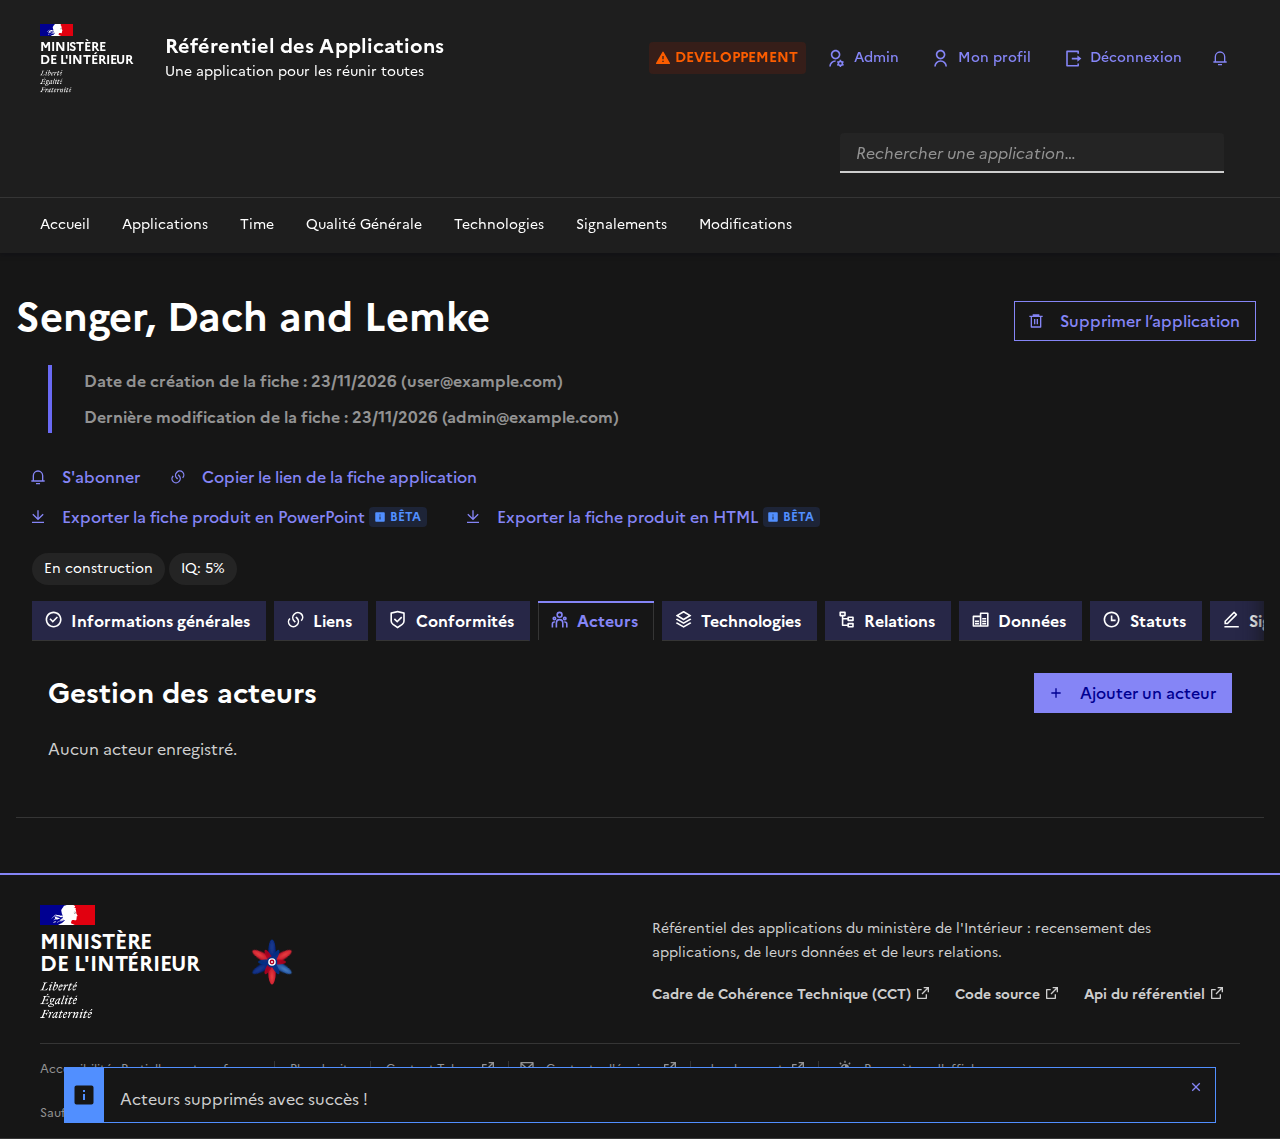 MINISTÈRE
DE L'INTÉRIEUR
Liberté
Égalité
Fraternité
Référentiel des Applications
Une application pour les réunir toutes
DEVELOPPEMENT
Admin
Mon profil
Déconnexion
Rechercher une application…
Accueil Applications Time Qualité Générale Technologies Signalements Modifications
Senger, Dach and Lemke
Supprimer l’application
Date de création de la fiche : 23/11/2026 (user@example.com)
Dernière modification de la fiche : 23/11/2026 (admin@example.com)
S'abonner Copier le lien de la fiche application
Exporter la fiche produit en PowerPoint BÊTA Exporter la fiche produit en HTML BÊTA
En construction IQ: 5%
Informations générales Liens Conformités Acteurs Technologies Relations Données Statuts
Gestion des acteurs
Ajouter un acteur
Aucun acteur enregistré.
MINISTÈRE
DE L'INTÉRIEUR
Liberté
Égalité
Fraternité
Référentiel des applications du ministère de l'Intérieur : recensement des
applications, de leurs données et de leurs relations.
Cadre de Cohérence Technique (CCT) Code source Api du référentiel
Acteurs supprimés avec succès !
Sauf